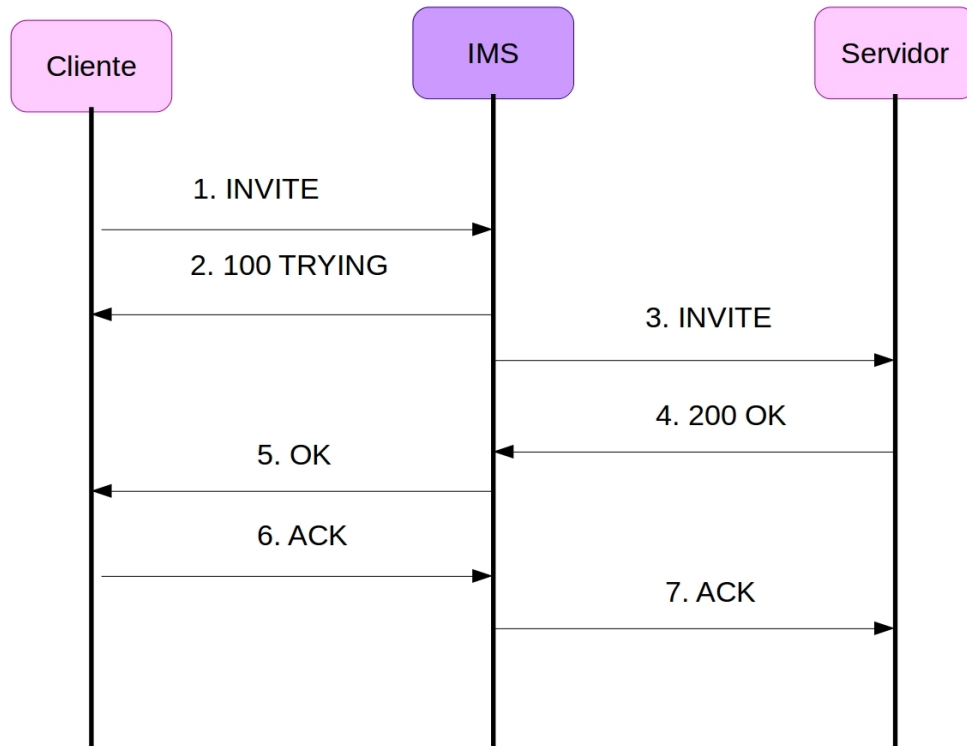 Cliente
IMS
Servidor
1. INVITE
2. 100 TRYING
3. INVITE
4. 200 OK
5. OK
6. ACK
7. ACK